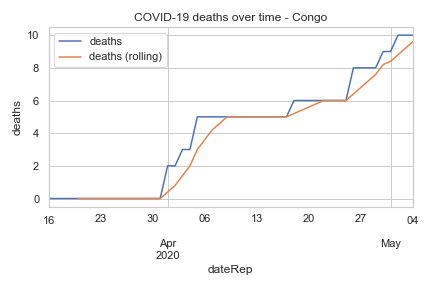 COVID-19 deaths over time - Congo
deaths
deaths (rolling)
10
8
6
4
2
0
deaths
16 23 30 06 13 20 27 04
Apr May
2020
dateRep